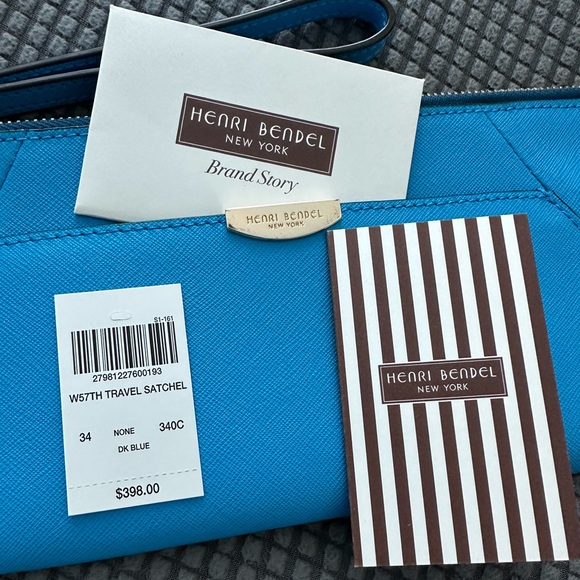 HENRI BENDEL
NEW YORK
Brand Story
HENRI BENDEL
NEW YORK
S1-161
27981227600193
W57TH TRAVEL SATCHEL
34 NONE 340C
DK BLUE
$398.00
HENRI BENDEL
NEW YORK